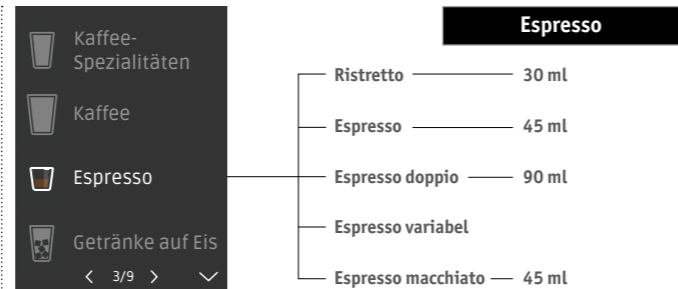 Kaffee-
Spezialitäten
Kaffee
Espresso
Getränke auf Eis
< 3/9 >
Espresso
Ristretto 30 ml
Espresso 45 ml
Espresso doppio 90 ml
Espresso variabel
Espresso macchiato 45 ml